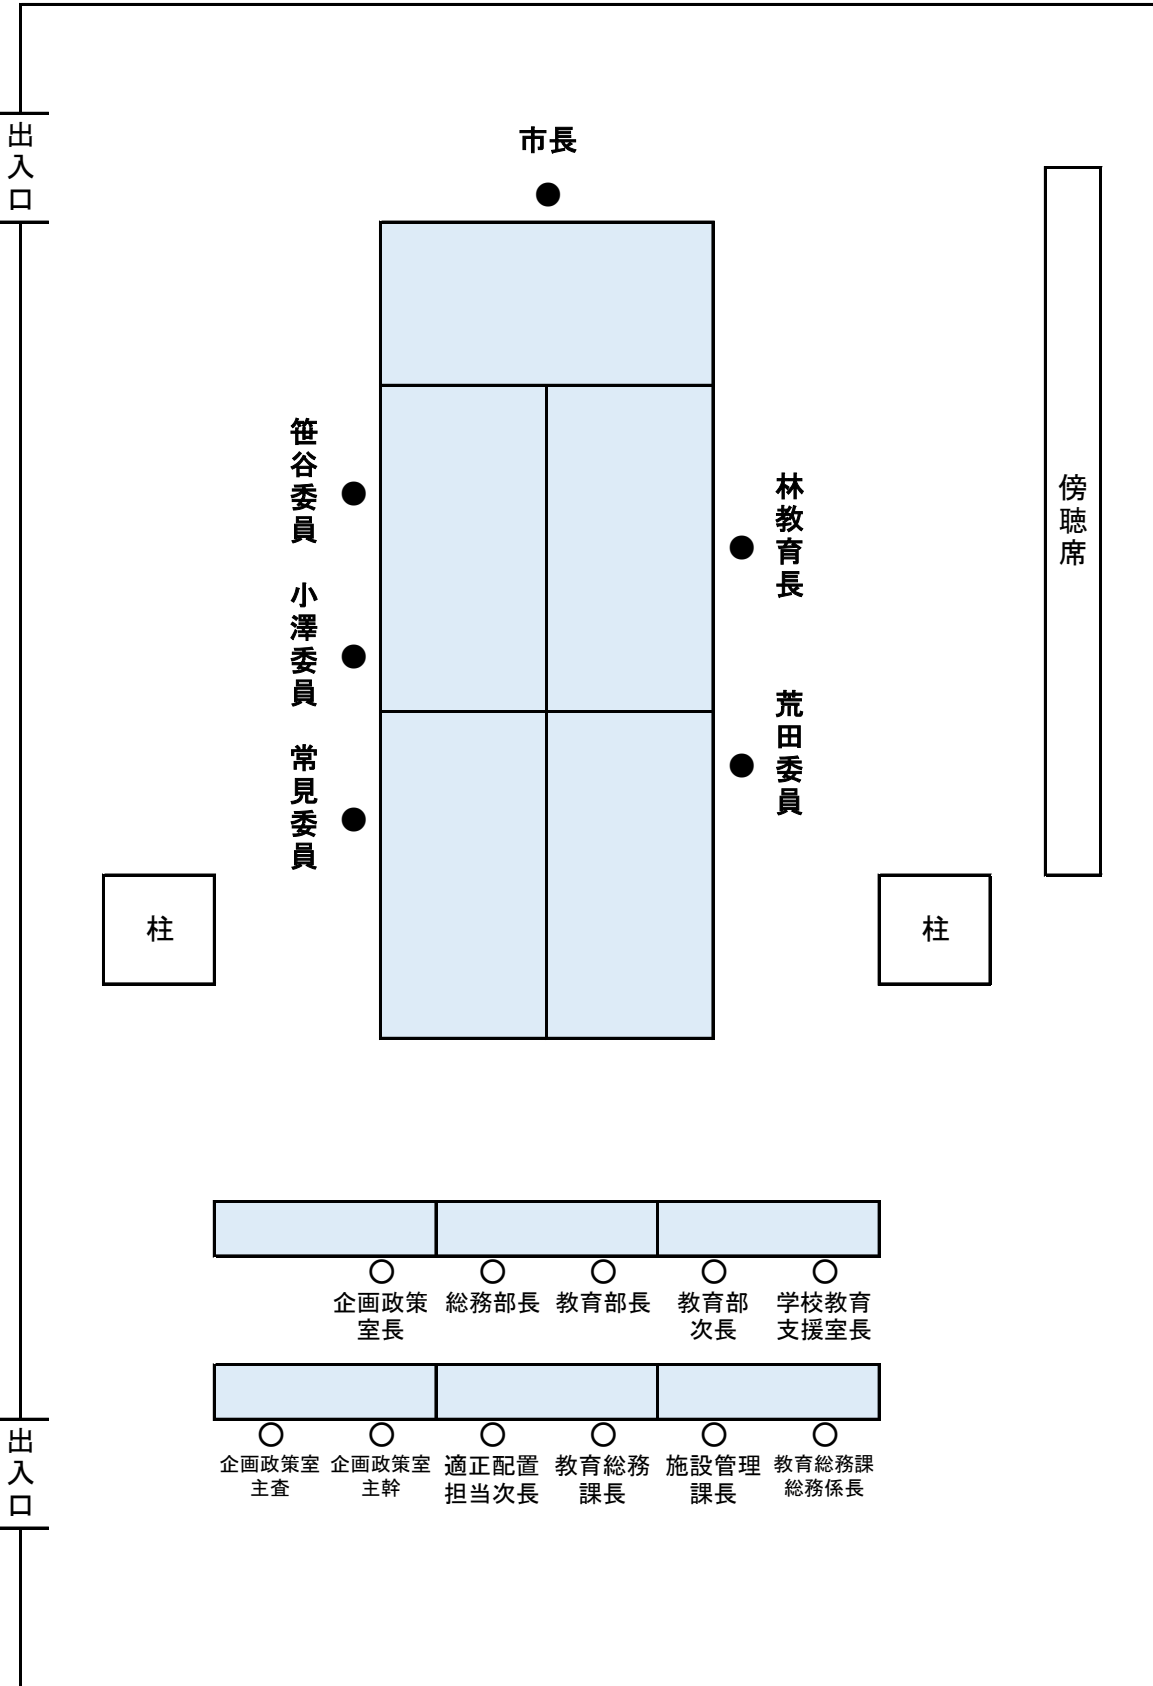 出入口
市長
笹谷委員
小澤委員
常見委員
林教育長
荒田委員
傍聴席
柱
柱
企画政策
室長
総務部長
教育部長
教育部
次長
学校教育
支援室長
出入口
企画政策室
主査
企画政策室
主幹
適正配置
担当次長
教育総務
課長
施設管理
課長
教育総務課
総務係長